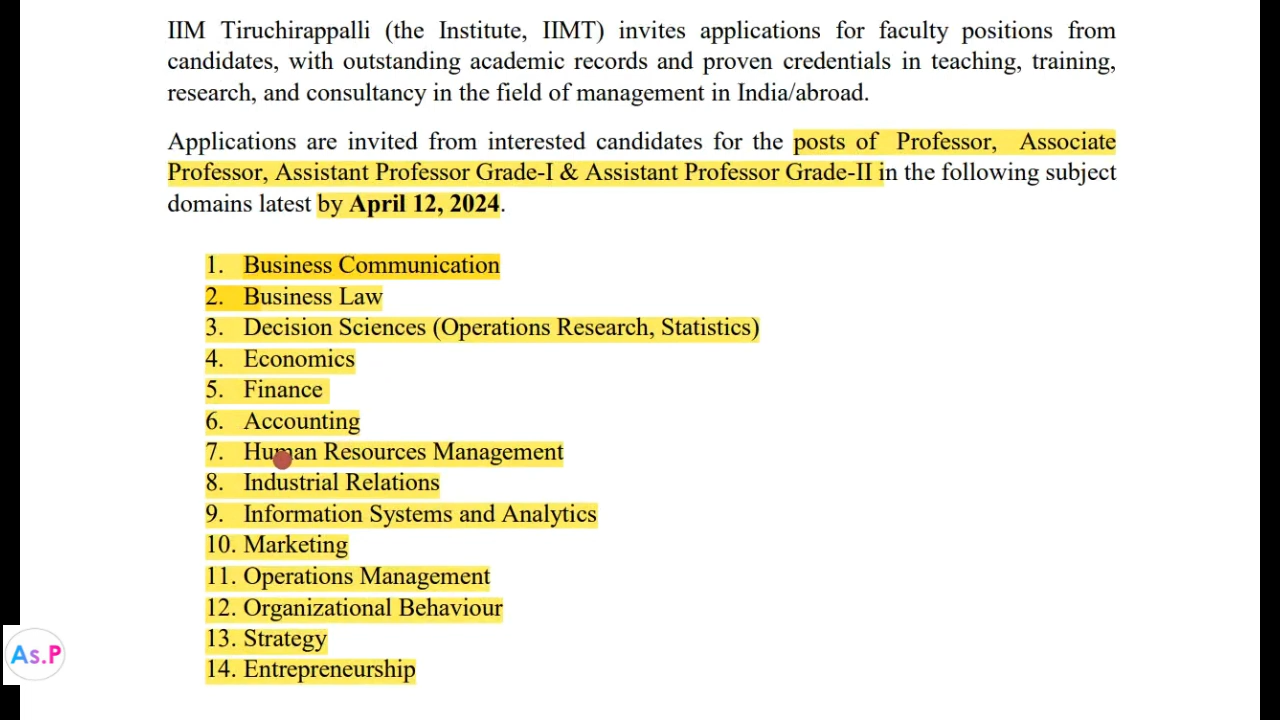 IIM Tiruchirappalli (the Institute, IIMT) invites applications for faculty positions from
candidates, with outstanding academic records and proven credentials in teaching, training,
research, and consultancy in the field of management in India/abroad.
Applications are invited from interested candidates for the posts of Professor, Associate
Professor, Assistant Professor Grade-I & Assistant Professor Grade-II in the following subject
domains latest by April 12, 2024.
1. Business Communication
2. Business Law
3. Decision Sciences (Operations Research, Statistics)
4. Economics
5. Finance
6. Accounting
7. Human Resources Management
8. Industrial Relations
9. Information Systems and Analytics
10. Marketing
11. Operations Management
12. Organizational Behaviour
13. Strategy
14. Entrepreneurship
As.P